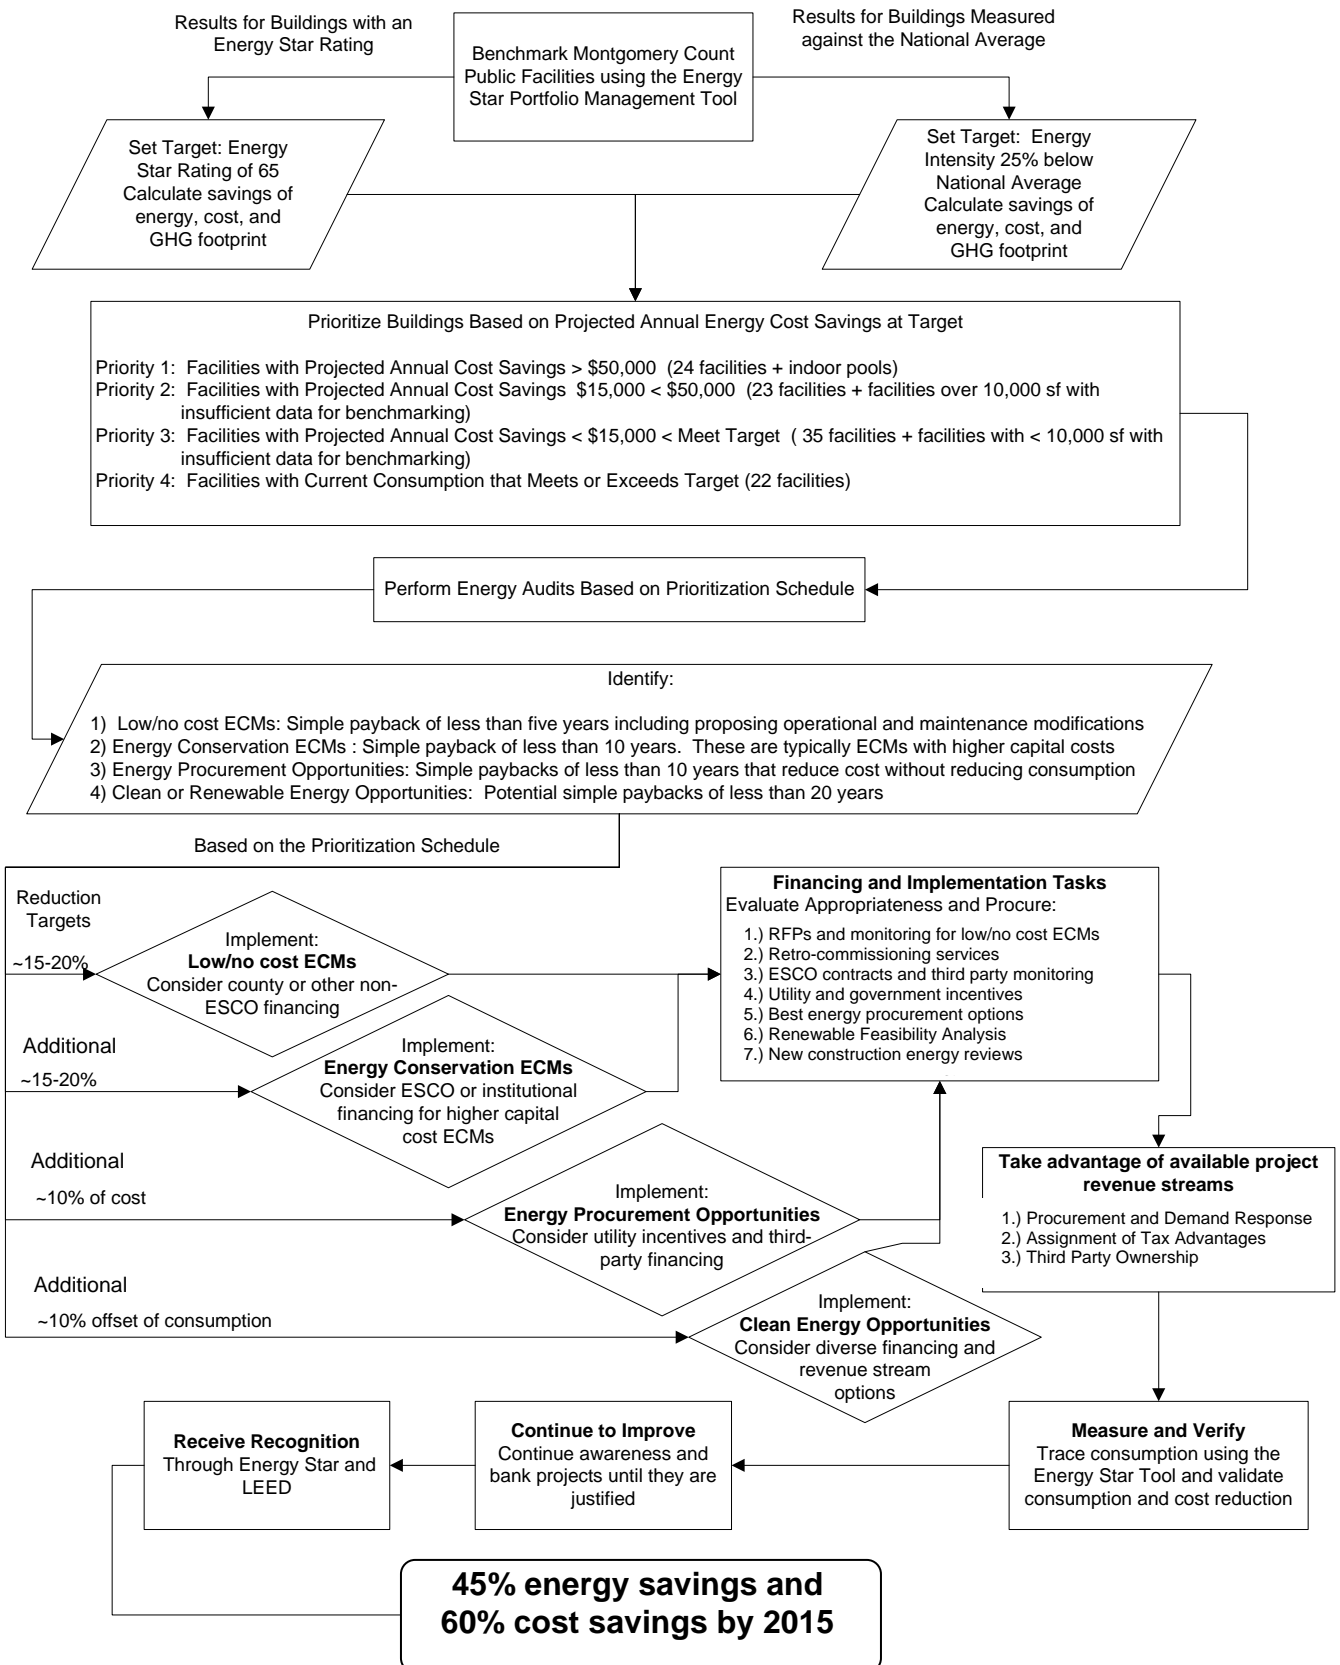 Results for Buildings with an
Energy Star Rating
Results for Buildings Measured
against the National Average
Benchmark Montgomery Count
Public Facilities using the Energy
Star Portfolio Management Tool
Set Target: Energy
Star Rating of 65
Calculate savings of
energy, cost, and
GHG footprint
Set Target:  Energy
Intensity 25% below
National Average
Calculate savings of
energy, cost, and
GHG footprint
Prioritize Buildings Based on Projected Annual Energy Cost Savings at Target
Priority 1:  Facilities with Projected Annual Cost Savings > $50,000  (24 facilities + indoor pools)
Priority 2:  Facilities with Projected Annual Cost Savings  $15,000 < $50,000  (23 facilities + facilities over 10,000 sf with
insufficient data for benchmarking)
Priority 3:  Facilities with Projected Annual Cost Savings < $15,000 < Meet Target  ( 35 facilities + facilities with < 10,000 sf with
insufficient data for benchmarking)
Priority 4:  Facilities with Current Consumption that Meets or Exceeds Target (22 facilities)
Perform Energy Audits Based on Prioritization Schedule
Identify:
1)  Low/no cost ECMs: Simple payback of less than five years including proposing operational and maintenance modifications
2) Energy Conservation ECMs : Simple payback of less than 10 years.  These are typically ECMs with higher capital costs
3) Energy Procurement Opportunities: Simple paybacks of less than 10 years that reduce cost without reducing consumption
4) Clean or Renewable Energy Opportunities:  Potential simple paybacks of less than 20 years
Based on the Prioritization Schedule
Reduction
Targets
~15-20%
Implement:
Low/no cost ECMs
Consider county or other non-
ESCO financing
Financing and Implementation Tasks
Evaluate Appropriateness and Procure:
1.) RFPs and monitoring for low/no cost ECMs
2.) Retro-commissioning services
3.) ESCO contracts and third party monitoring
4.) Utility and government incentives
5.) Best energy procurement options
6.) Renewable Feasibility Analysis
7.) New construction energy reviews
Additional
~15-20%
Implement:
Energy Conservation ECMs
Consider ESCO or institutional
financing for higher capital
cost ECMs
Additional
~10% of cost
Implement:
Energy Procurement Opportunities
Consider utility incentives and third-
party financing
Take advantage of available project
revenue streams
1.) Procurement and Demand Response
2.) Assignment of Tax Advantages
3.) Third Party Ownership
Additional
~10% offset of consumption
Implement:
Clean Energy Opportunities
Consider diverse financing and
revenue stream
options
Receive Recognition
Through Energy Star and
LEED
Continue to Improve
Continue awareness and
bank projects until they are
justified
Measure and Verify
Trace consumption using the
Energy Star Tool and validate
consumption and cost reduction
45% energy savings and
60% cost savings by 2015